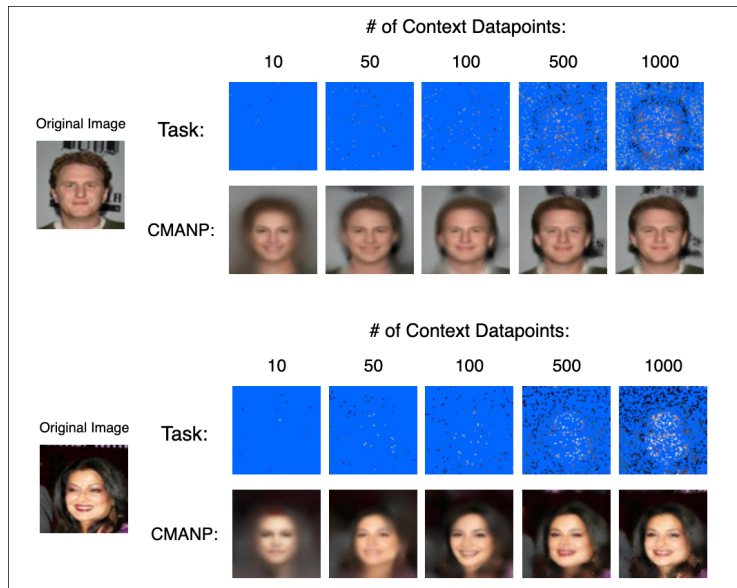 # of Context Datapoints:
10 50 100 500 1000
Original Image
Task:
CMANP:
# of Context Datapoints:
10 50 100 500 1000
Original Image
Task:
CMANP: